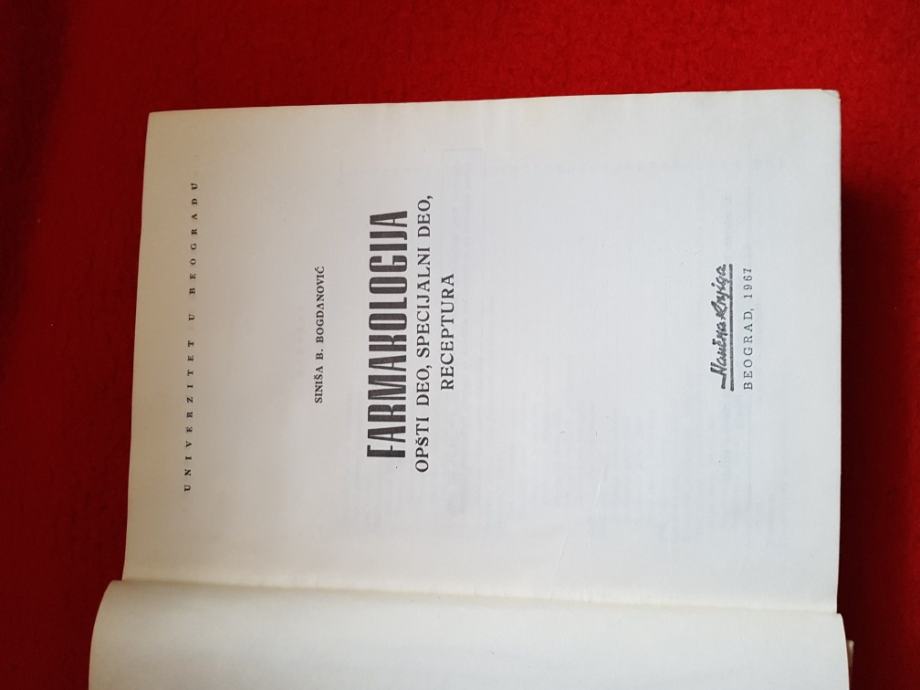 UNIVERZITET U BEOGRADU
SINIŠA B. BOGDANOVIĆ
FARMAKOLOGIJA
OPŠTI DEO, SPECIJALNI DEO,
RECEPTURA
Naučna knjiga
BEOGRAD, 1967